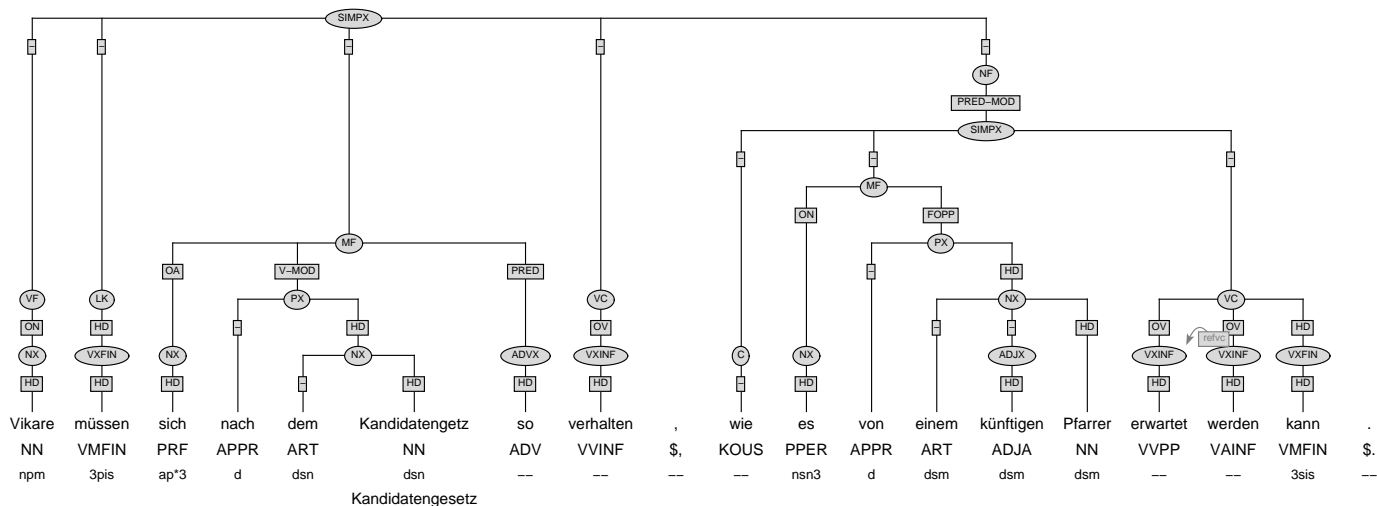 SIMPX
– – – – –
NF
PRED–MOD
SIMPX
– – –
MF
ON FOPP
MF PX
OA V–MOD PRED – HD
VF LK PX VC NX VC
ON HD – HD OV – – HD OV OV HD
refvc
NX VXFIN NX NX ADVX VXINF C NX ADJX VXINF VXINF VXFIN
HD HD HD – HD HD HD – HD HD HD HD HD
Vikare müssen sich nach dem Kandidatengetz so verhalten , wie es von einem künftigen Pfarrer erwartet werden kann .
NN VMFIN PRF APPR ART NN ADV VVINF $, KOUS PPER APPR ART ADJA NN VVPP VAINF VMFIN $.
npm 3pis ap*3 d dsn dsn –– –– –– –– nsn3 d dsm dsm dsm –– –– 3sis ––
Kandidatengesetz